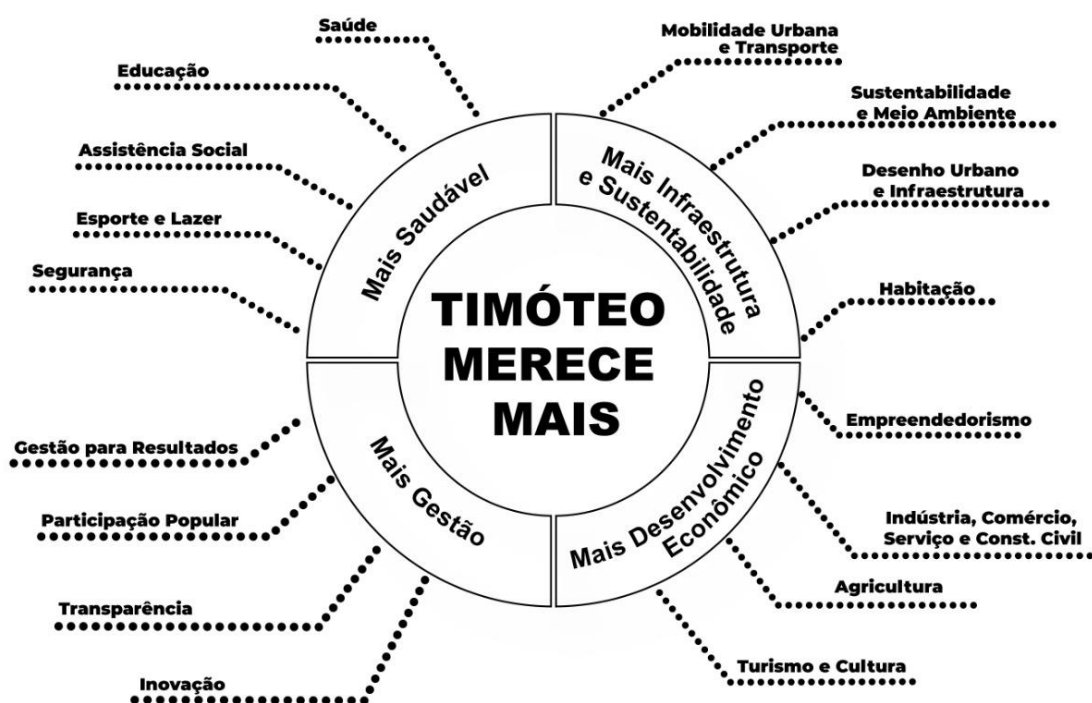 Saúde
Educação
Assistência Social
Esporte e Lazer
Segurança
Mais Saudável
Mobilidade Urbana
e Transporte
Sustentabilidade
e Meio Ambiente
Desenho Urbano
e Infraestrutura
Habitação
Mais Infraestrutura
e Sustentabilidade
TIMÓTEO
MERECE
MAIS
Gestão para Resultados
Participação Popular
Transparência
Inovação
Mais Gestão
Empreendedorismo
Indústria, Comércio,
Serviço e Const. Civil
Agricultura
Turismo e Cultura
Mais Desenvolvimento
Econômico